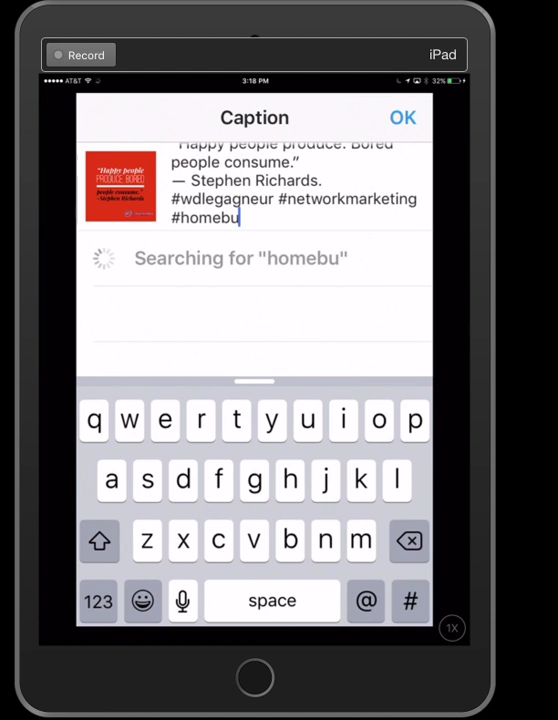 Record
iPad
AT&T
3:18 PM
32%
Caption
OK
"Happy people produce. Bored
people consume.”
— Stephen Richards.
#wdlegagneur #networkmarketing
#homebu
"Happy people
PRODUCE. BORED
people consume."
-Stephen Richards
Searching for "homebu"
q w e r t y u i o p
a s d f g h j k l
z x c v b n m
123
space
@
#
1X